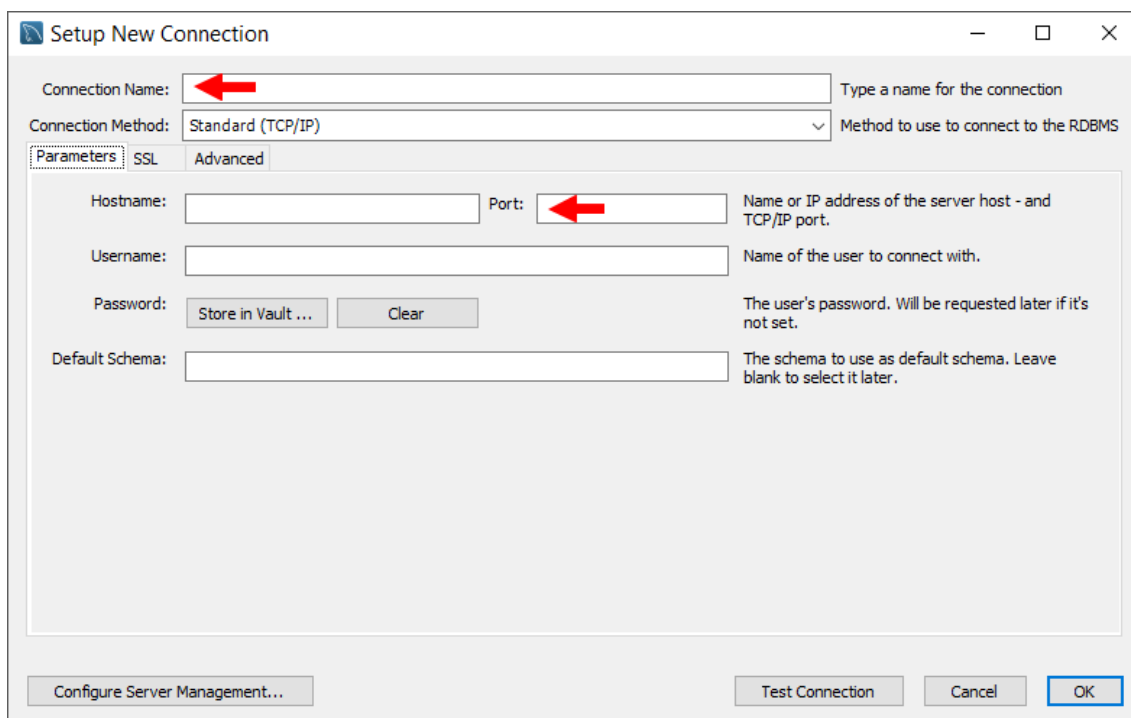 Setup New Connection
Connection Name: Type a name for the connection
Connection Method: Standard (TCP/IP) Method to use to connect to the RDBMS
Parameters SSL Advanced
Hostname: Port: Name or IP address of the server host - and
TCP/IP port.
Username: Name of the user to connect with.
Password: Store in Vault ... Clear The user's password. Will be requested later if it's
not set.
Default Schema: The schema to use as default schema. Leave
blank to select it later.
Configure Server Management... Test Connection Cancel OK